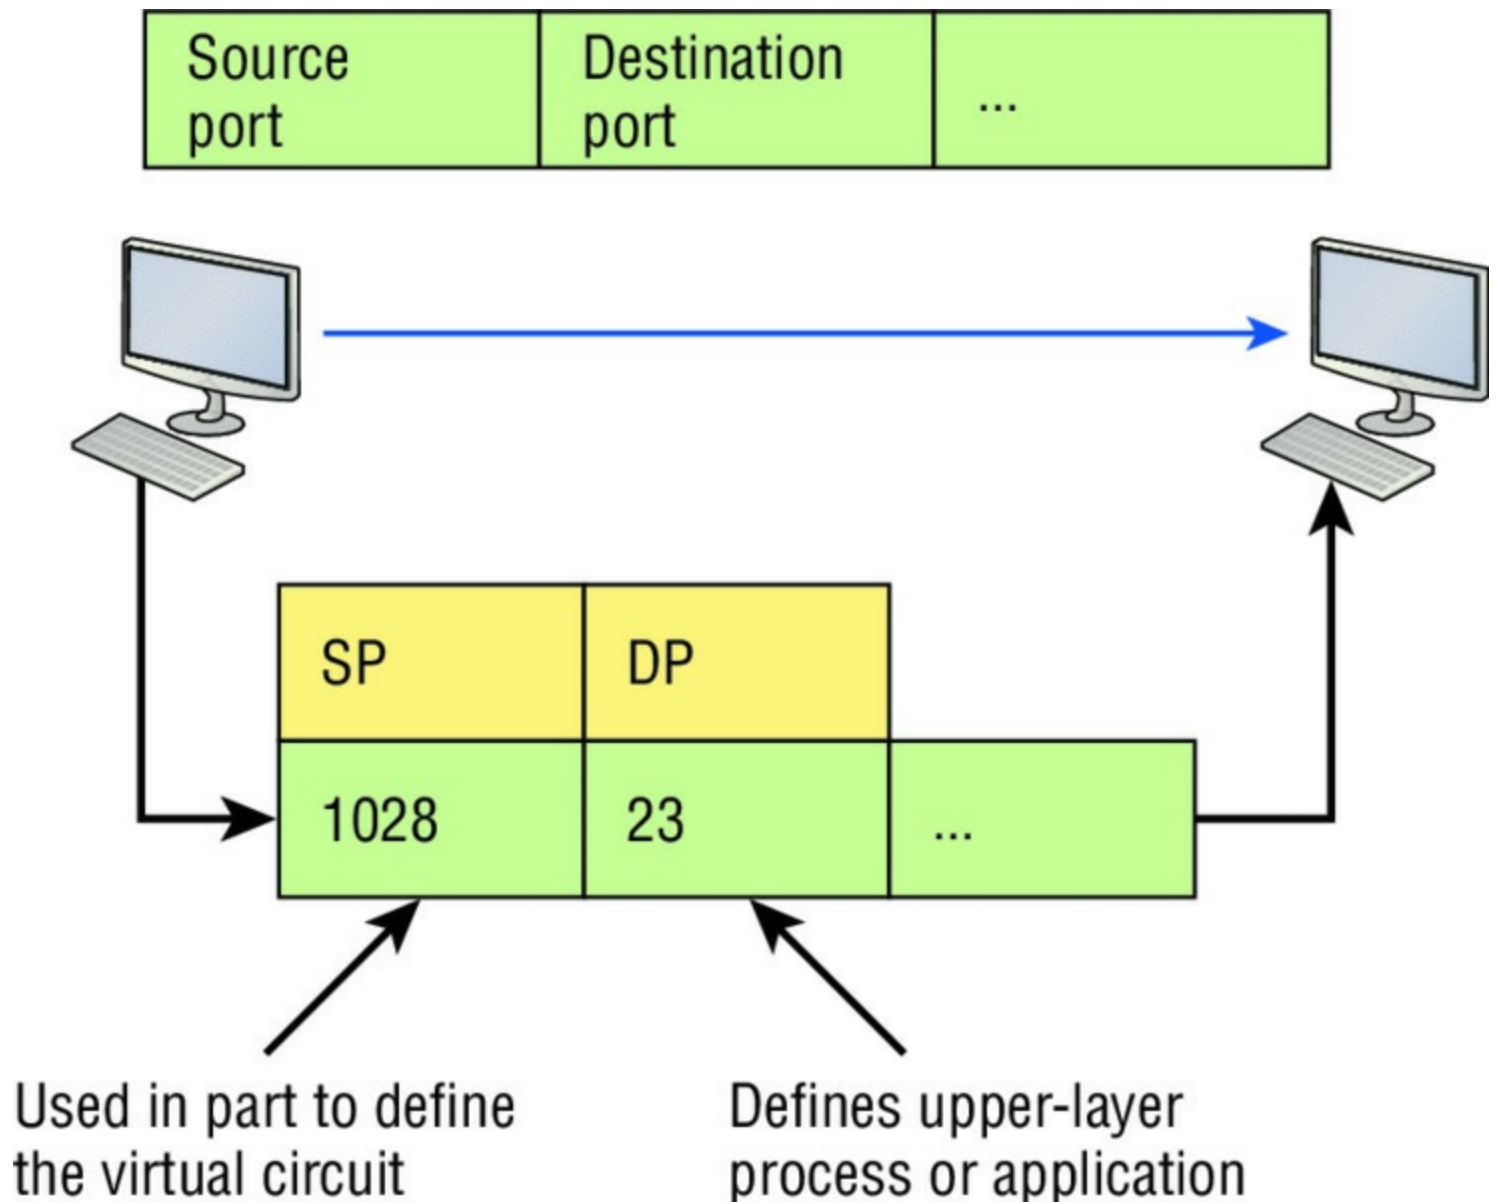 Source
port
Destination
port
...
SP
DP
1028
23
...
Used in part to define
the virtual circuit
Defines upper-layer
process or application